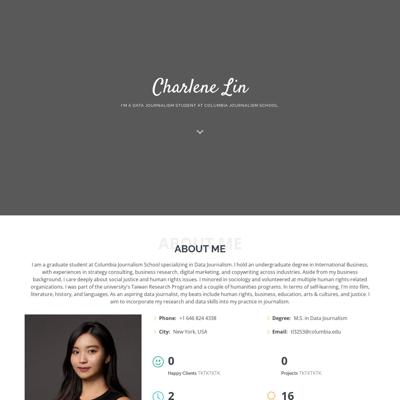 Charlene Lin
I'M A DATA JOURNALISM STUDENT AT COLUMBIA JOURNALISM SCHOOL.
ABOUT ME
ABOUT ME
I am a graduate student at Columbia Journalism School specializing in Data Journalism. I hold an undergraduate degree in International Business,
with experiences in strategy consulting, business research, digital marketing, and copywriting across industries. Aside from my business
background, I care deeply about social justice and human rights issues. I minored in sociology and volunteered at multiple human rights-related
organizations. I was part of the university's Taiwan Research Program and a couple of humanities programs. In terms of self-learning, I'm into film,
literature, history, and languages. As an aspiring data journalist, my beats include human rights, business, education, arts & cultures, and justice. I
aim to incorporate my research and data skills into my practice in journalism.
Phone: +1 646 824 4338
Degree: M.S. in Data Journalism
City: New York, USA
Email: tl3253@columbia.edu
0
0
Happy Clients TKTKTKTK.
Projects TKTKTKTK.
2
16